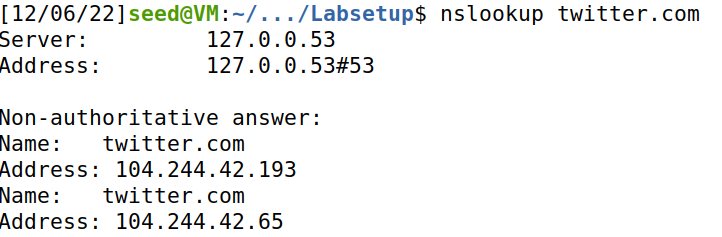 [12/06/22]seed@VM:~/.../Labsetup$ nslookup twitter.com
Server:         127.0.0.53
Address:        127.0.0.53#53

Non-authoritative answer:
Name:   twitter.com
Address: 104.244.42.193
Name:   twitter.com
Address: 104.244.42.65